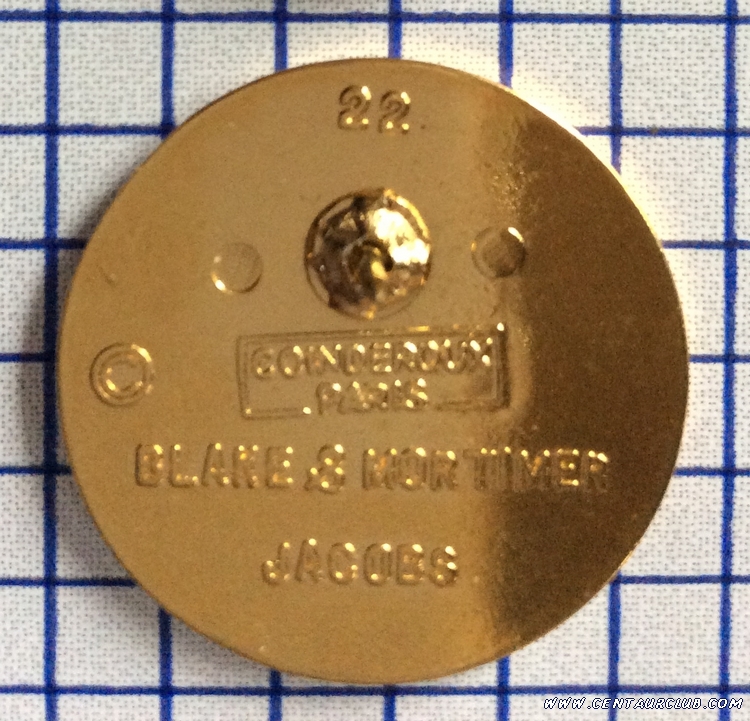 22
©
COINDEROUX
PARIS
BLAKE & MORTIMER
JACOBS
WWW.CENTAURCLUB.COM